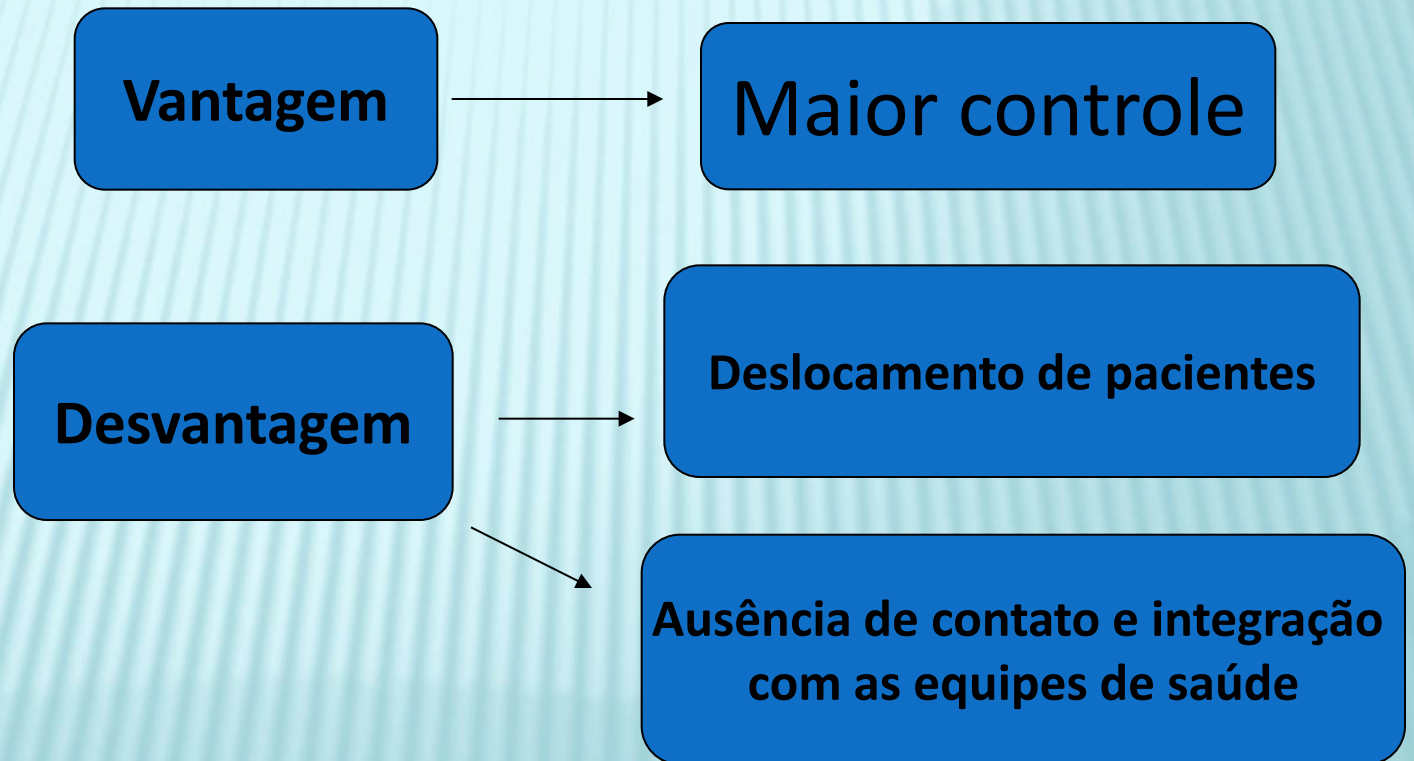 Vantagem
Maior controle
Desvantagem
Deslocamento de pacientes
Ausência de contato e integração
com as equipes de saúde